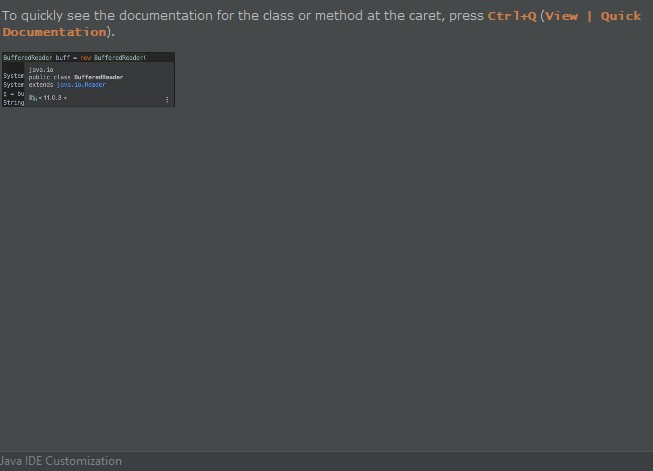 To quickly see the documentation for the class or method at the caret, press Ctrl+Q (View | Quick
Documentation).
BufferedReader buff = new BufferedReader(
java.io
System
public class BufferedReader
System
extends java.io.Reader
s = bu
< 11.0.8 >
String
Java IDE Customization